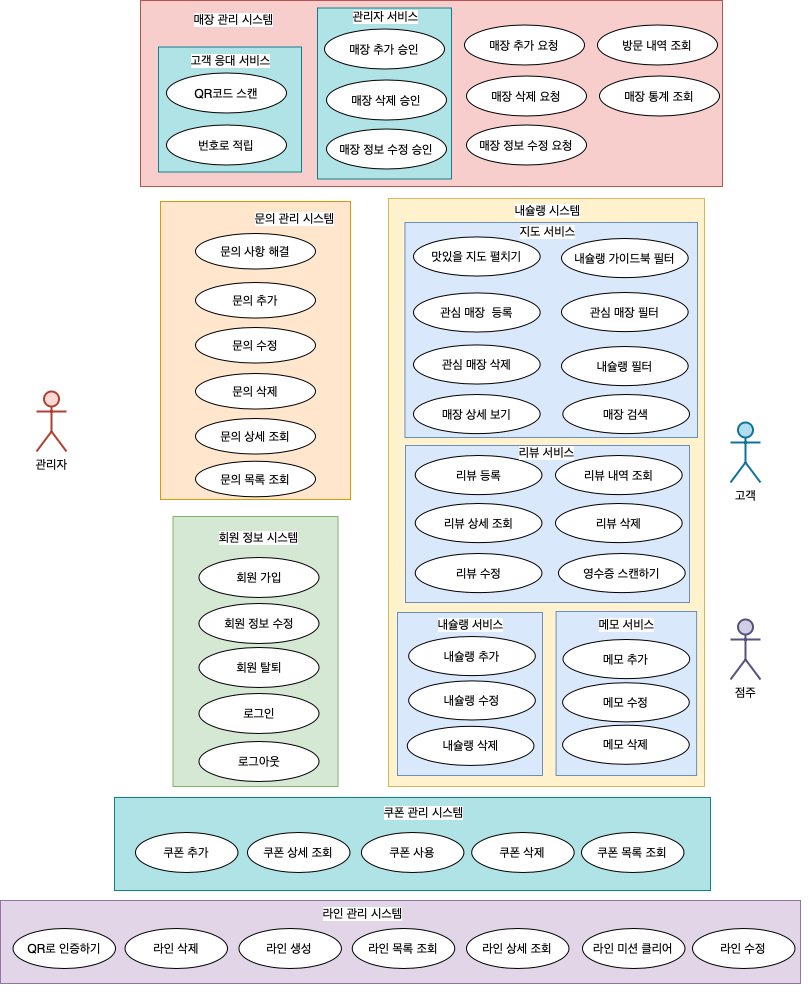 매장 관리 시스템
고객 응대 서비스
QR코드 스캔
번호로 적립
관리자 서비스
매장 추가 승인
매장 삭제 승인
매장 정보 수정 승인
매장 추가 요청
매장 삭제 요청
매장 정보 수정 요청
방문 내역 조회
매장 통계 조회
문의 관리 시스템
문의 사항 해결
문의 추가
문의 수정
문의 삭제
문의 상세 조회
문의 목록 조회
내슐랭 시스템
지도 서비스
맛있을 지도 펼치기
내슐랭 가이드북 필터
관심 매장 등록
관심 매장 필터
관심 매장 삭제
내슐랭 필터
매장 상세 보기
매장 검색
리뷰 서비스
리뷰 등록
리뷰 내역 조회
리뷰 상세 조회
리뷰 삭제
리뷰 수정
영수증 스캔하기
내슐랭 서비스
내슐랭 추가
내슐랭 수정
내슐랭 삭제
메모 서비스
메모 추가
메모 수정
메모 삭제
관리자
고객
점주
회원 정보 시스템
회원 가입
회원 정보 수정
회원 탈퇴
로그인
로그아웃
쿠폰 관리 시스템
쿠폰 추가
쿠폰 상세 조회
쿠폰 사용
쿠폰 삭제
쿠폰 목록 조회
라인 관리 시스템
QR로 인증하기
라인 삭제
라인 생성
라인 목록 조회
라인 상세 조회
라인 미션 클리어
라인 수정